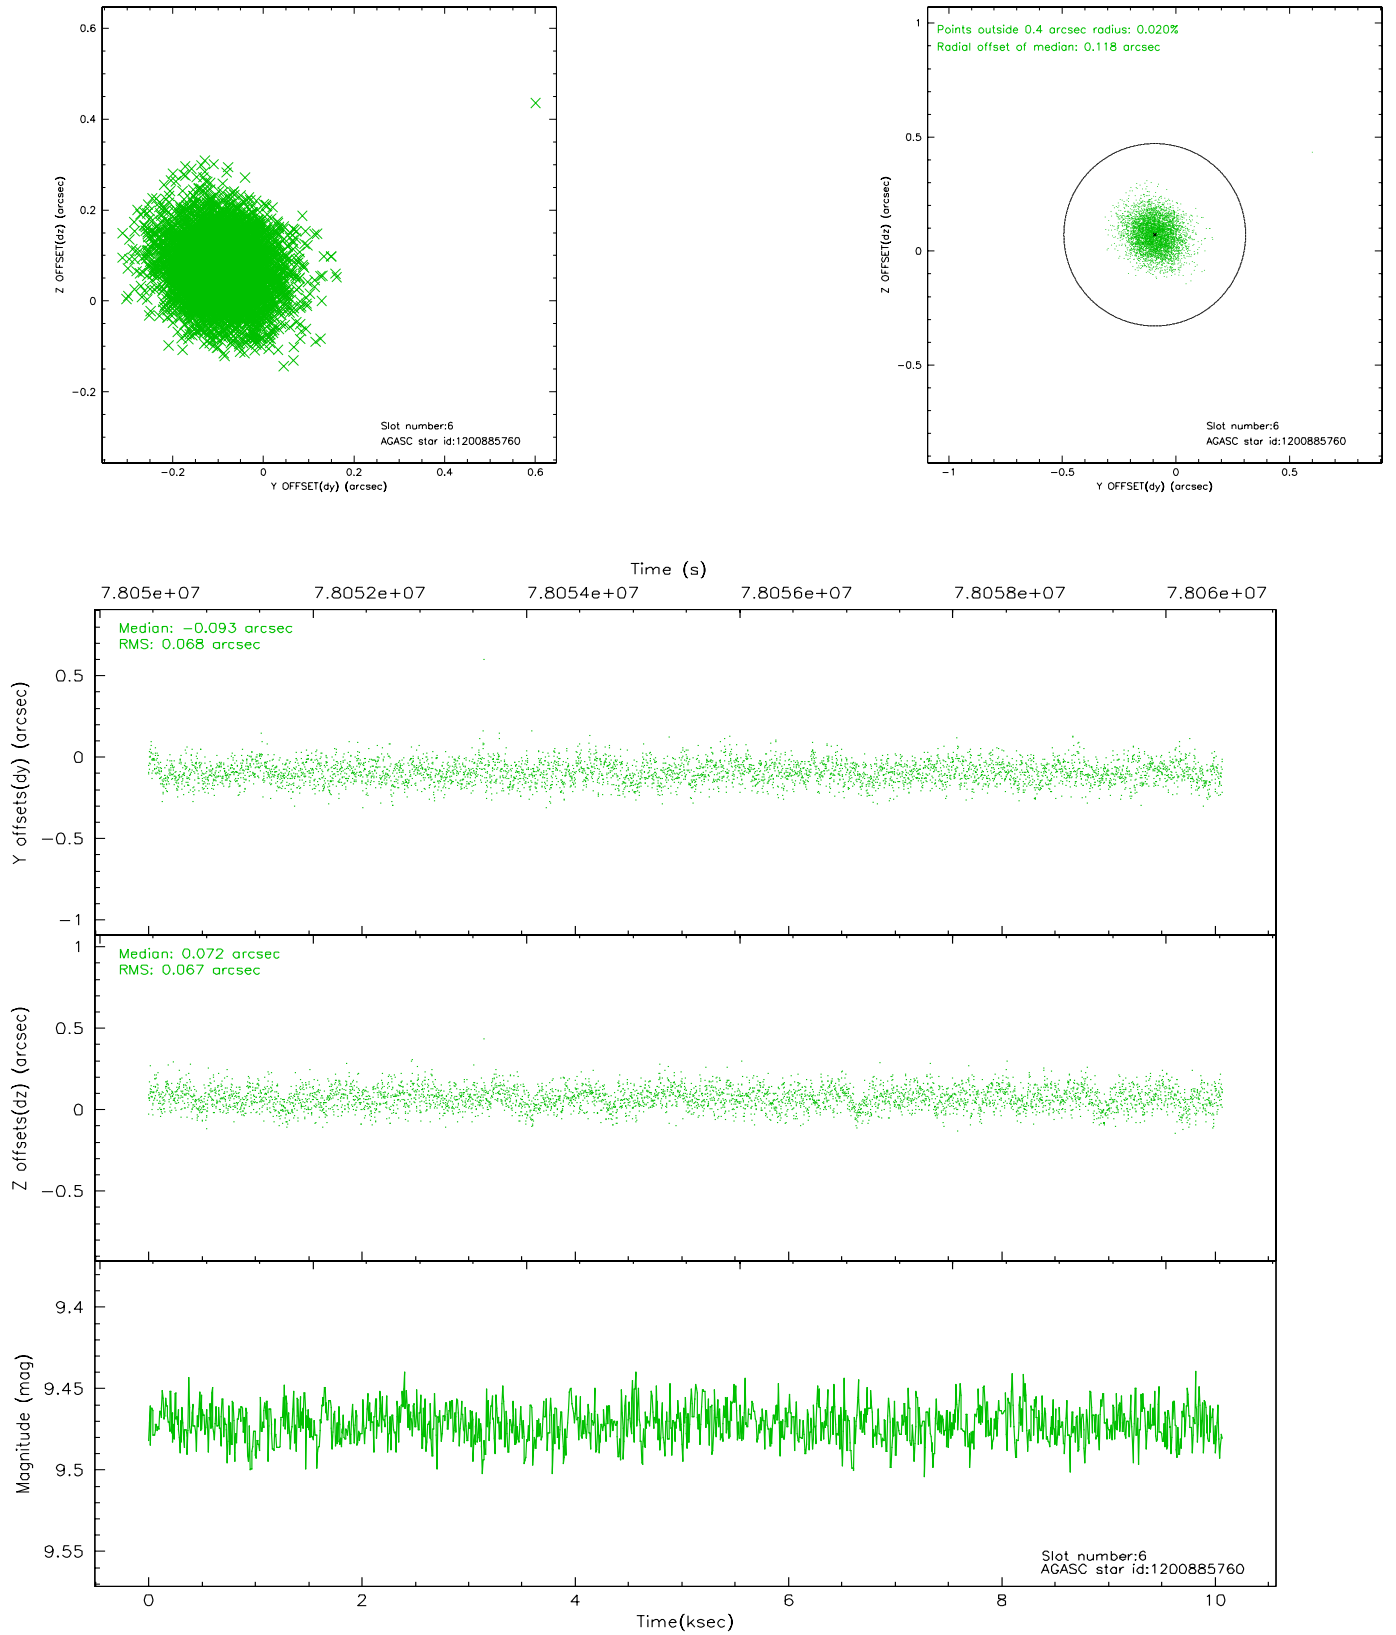 0.6
0.4
0.2
0
−0.2
Z OFFSET(dz) (arcsec)
−0.2 0 0.2 0.4 0.6
Y OFFSET(dy) (arcsec)
Slot number:6
AGASC star id:1200885760
Points outside 0.4 arcsec radius: 0.020%
Radial offset of median: 0.118 arcsec
1
0.5
0
−0.5
Z OFFSET(dz) (arcsec)
−1 −0.5 0 0.5
Y OFFSET(dy) (arcsec)
Slot number:6
AGASC star id:1200885760
Time (s)
7.805e+07 7.8052e+07 7.8054e+07 7.8056e+07 7.8058e+07 7.806e+07
Median: −0.093 arcsec
RMS: 0.068 arcsec
0.5
0
−0.5
−1
Y offsets(dy) (arcsec)
Median: 0.072 arcsec
RMS: 0.067 arcsec
1
0.5
0
−0.5
Z offsets(dz) (arcsec)
9.4
9.45
9.5
9.55
Magnitude (mag)
Slot number:6
AGASC star id:1200885760
0 2 4 6 8 10
Time(ksec)